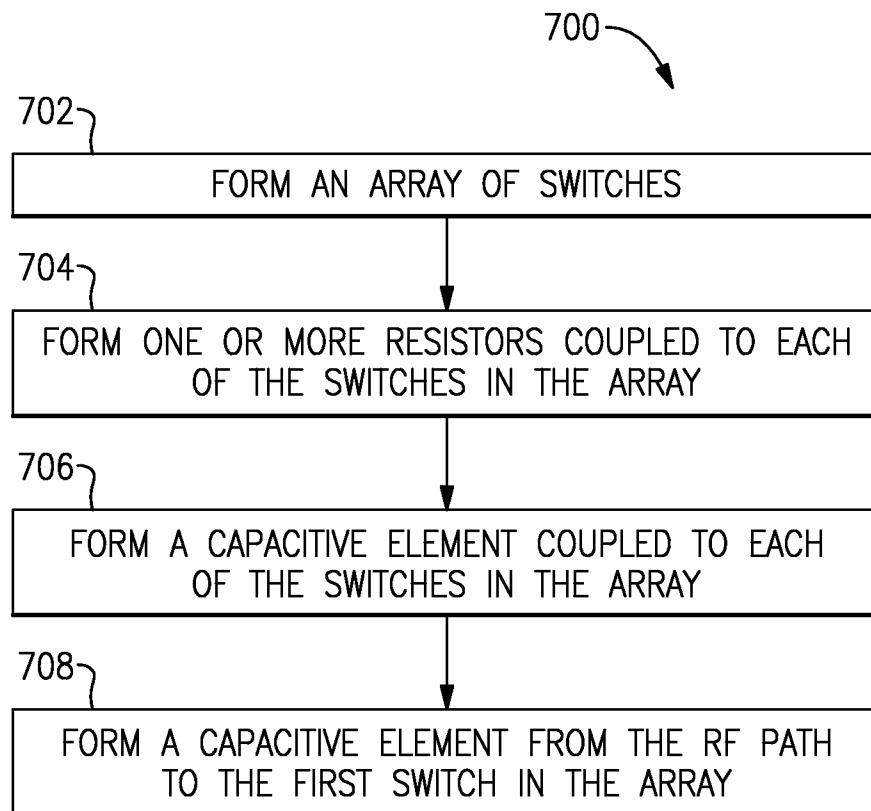 700
702
FORM AN ARRAY OF SWITCHES
704
FORM ONE OR MORE RESISTORS COUPLED TO EACH
OF THE SWITCHES IN THE ARRAY
706
FORM A CAPACITIVE ELEMENT COUPLED TO EACH
OF THE SWITCHES IN THE ARRAY
708
FORM A CAPACITIVE ELEMENT FROM THE RF PATH
TO THE FIRST SWITCH IN THE ARRAY